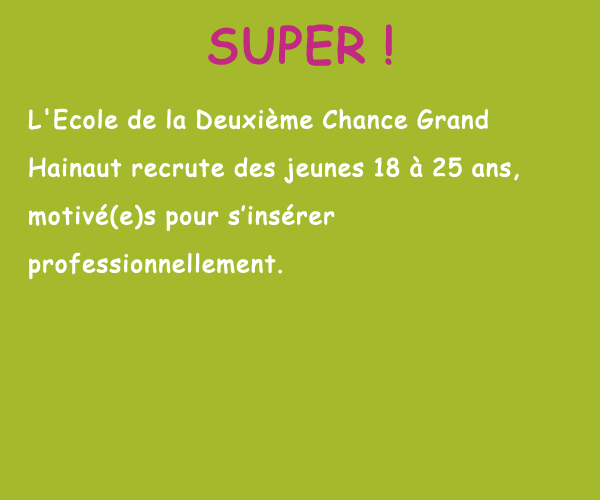 SUPER !
L'Ecole de la Deuxième Chance Grand
Hainaut recrute des jeunes 18 à 25 ans,
motivé(e)s pour s’insérer
professionnellement.